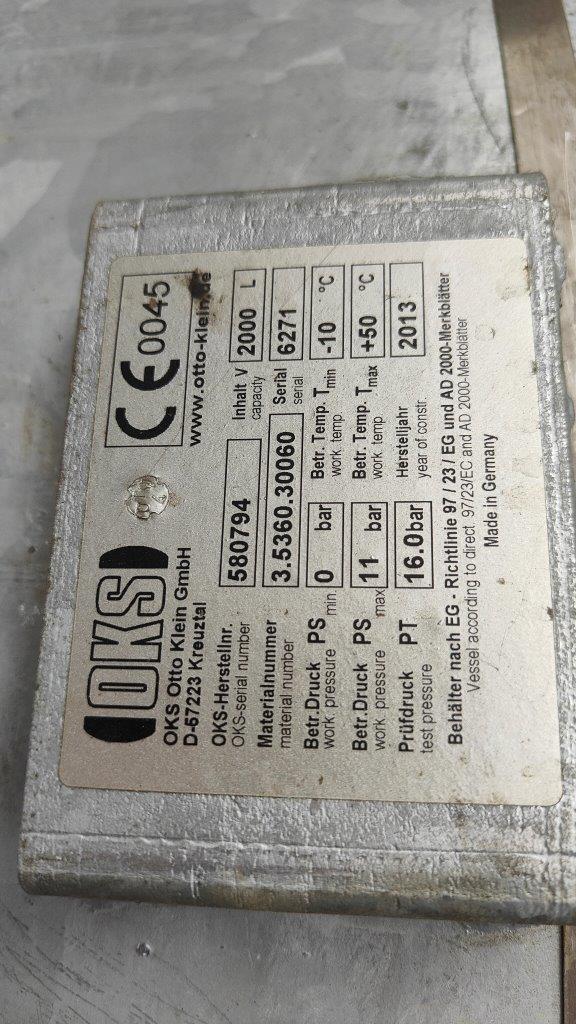 OKS
CE 0045
OKS Otto Klein GmbH
D-57223 Kreuztal
www.otto-klein.de
OKS-Herstellnr. 580794 Inhalt V 2000 L
OKS-serial number capacity
Materialnummer 3.5360.30060 Serial 6271
material number serial
Betr.Druck PS min. 0 bar Betr. Temp. Tmin -10 °C
work. pressure work. temp.
Betr.Druck PS max 11 bar Betr. Temp. Tmax +50 °C
work. pressure work. temp.
Prüfdruck PT 16.0 bar Herstelljahr 2013
test pressure year of constr.
Behälter nach EG - Richtlinie 97 / 23 / EG und AD 2000-Merkblätter
Vessel according to direct. 97/23/EC and AD 2000-Merkblätter
Made in Germany